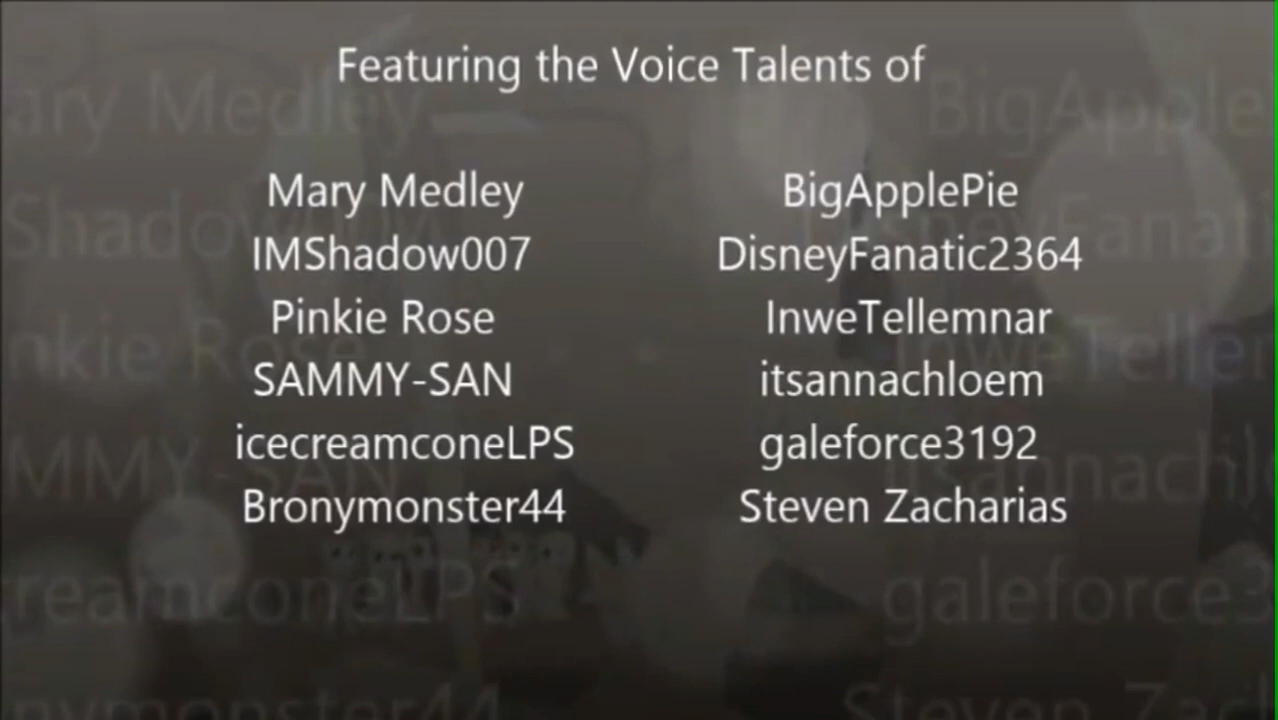 Featuring the Voice Talents of
Mary Medley
IMShadow007
Pinkie Rose
SAMMY-SAN
icecreamconeLPS
Bronymonster44
BigApplePie
DisneyFanatic2364
InweTellemnar
itsannachloem
galeforce3192
Steven Zacharias